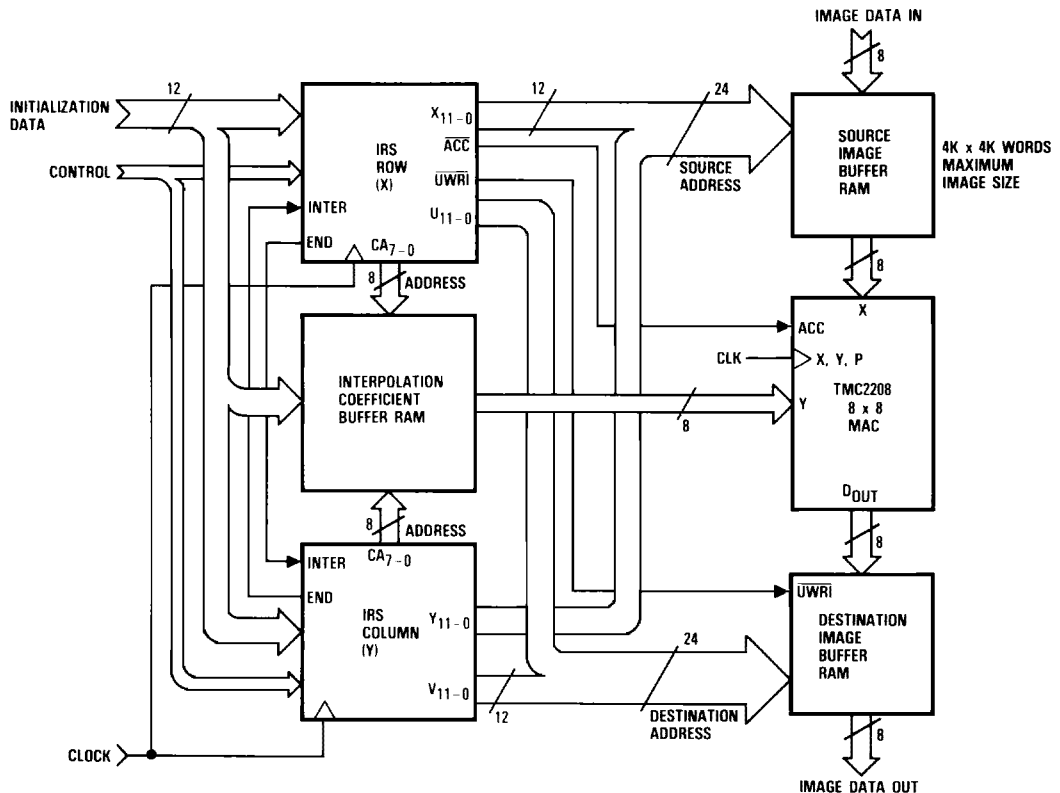 IMAGE DATA IN
8
INITIALIZATION
DATA
12
CONTROL
IRS
ROW
(X)
INTER
END
CA7-0
X11-0
ACC
UWRI
U11-0
12
24
SOURCE
ADDRESS
SOURCE
IMAGE
BUFFER
RAM
4K x 4K WORDS
MAXIMUM
IMAGE SIZE
8
8
ADDRESS
INTERPOLATION
COEFFICIENT
BUFFER RAM
8
X
ACC
CLK
X, Y, P
Y
TMC2208
8 x 8
MAC
DOUT
8
8
ADDRESS
CA7-0
INTER
END
IRS
COLUMN
(Y)
Y11-0
V11-0
12
24
DESTINATION
ADDRESS
UWRI
DESTINATION
IMAGE
BUFFER
RAM
8
CLOCK
IMAGE DATA OUT